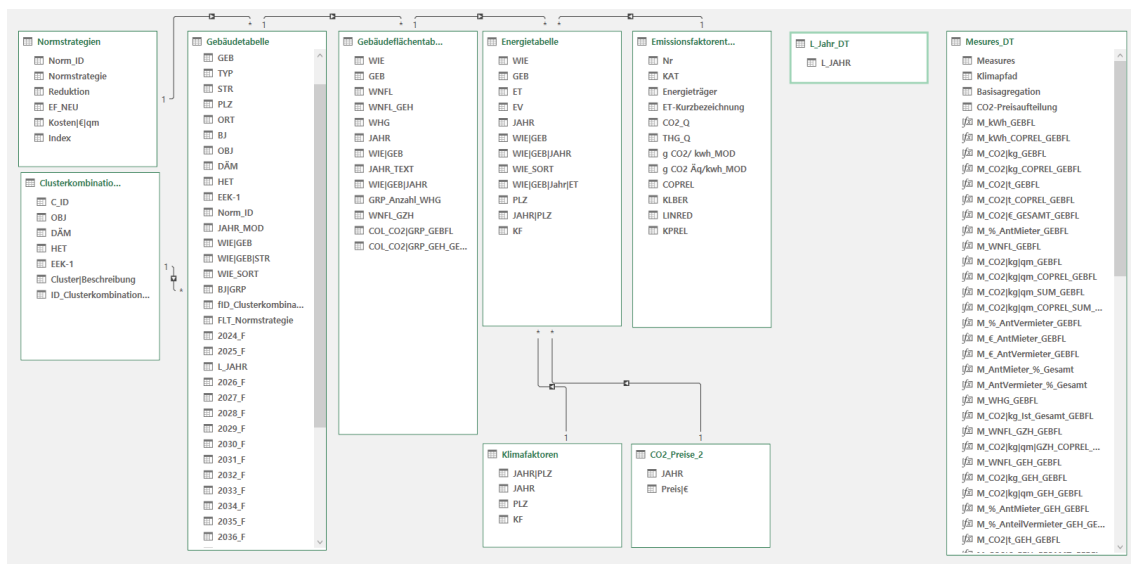 Normstrategien
Norm_ID
Normstrategie
Reduktion
EF_NEU
Kosten|€|qm
Index
Clusterkombinatio...
C_ID
OBJ
DÄM
HET
EEK-1
Cluster|Beschreibung
ID_Clusterkombination...
Gebäudetabelle
GEB
TYP
STR
PLZ
ORT
BJ
OBJ
DÄM
HET
EEK-1
Norm_ID
JAHR_MOD
WIE|GEB
WIE|GEB|STR
WIE_SORT
BJ|GRP
fID_Clusterkombina...
FLT_Normstrategie
2024_F
2025_F
L_JAHR
2026_F
2027_F
2028_F
2029_F
2030_F
2031_F
2032_F
2033_F
2034_F
2035_F
2036_F
Gebäudeflächentab...
WIE
GEB
WNFL
WNFL_GEH
WHG
JAHR
WIE|GEB
JAHR_TEXT
WIE|GEB|JAHR
GRP_Anzahl_WHG
WNFL_GZH
COL_CO2|GRP_GEBFL
COL_CO2|GRP_GEH_GE...
Energietabelle
WIE
GEB
ET
EV
JAHR
WIE|GEB
WIE|GEB|JAHR
WIE_SORT
WIE|GEB|Jahr|ET
PLZ
JAHR|PLZ
KF
Emissionsfaktorent...
Nr
KAT
Energieträger
ET-Kurzbezeichnung
CO2_Q
THG_Q
g CO2/ kwh_MOD
g CO2 Äq/kwh_MOD
COPREL
KLBER
LINRED
KPREL
Klimafaktoren
JAHR|PLZ
JAHR
PLZ
KF
CO2_Preise_2
JAHR
Preis|€
L_Jahr_DT
L_JAHR
Mesures_DT
Measures
Klimapfad
Basisagregation
CO2-Preisaufteilung
M_kWh_GEBFL
M_kWh_COPREL_GEBFL
M_CO2|kg_GEBFL
M_CO2|kg_COPREL_GEBFL
M_CO2|t_GEBFL
M_CO2|t_COPREL_GEBFL
M_CO2|€_GESAMT_GEBFL
M_%_AntMieter_GEBFL
M_WNFL_GEBFL
M_CO2|kg|qm_GEBFL
M_CO2|kg|qm_COPREL_GEBFL
M_CO2|kg|qm_SUM_GEBFL
M_CO2|kg|qm_COPREL_SUM_...
M_%_AntVermieter_GEBFL
M_€_AntMieter_GEBFL
M_€_AntVermieter_GEBFL
M_AntMieter_%_Gesamt
M_AntVermieter_%_Gesamt
M_WHG_GEBFL
M_CO2|kg_Ist_Gesamt_GEBFL
M_WNFL_GZH_GEBFL
M_CO2|kg|qm|GZH_COPREL_...
M_WNFL_GEH_GEBFL
M_CO2|kg_GEH_GEBFL
M_CO2|kg|qm_GEH_GEBFL
M_%_AntMieter_GEH_GEBFL
M_%_AnteilVermieter_GEH_GE...
M_CO2|t_GEH_GEBFL